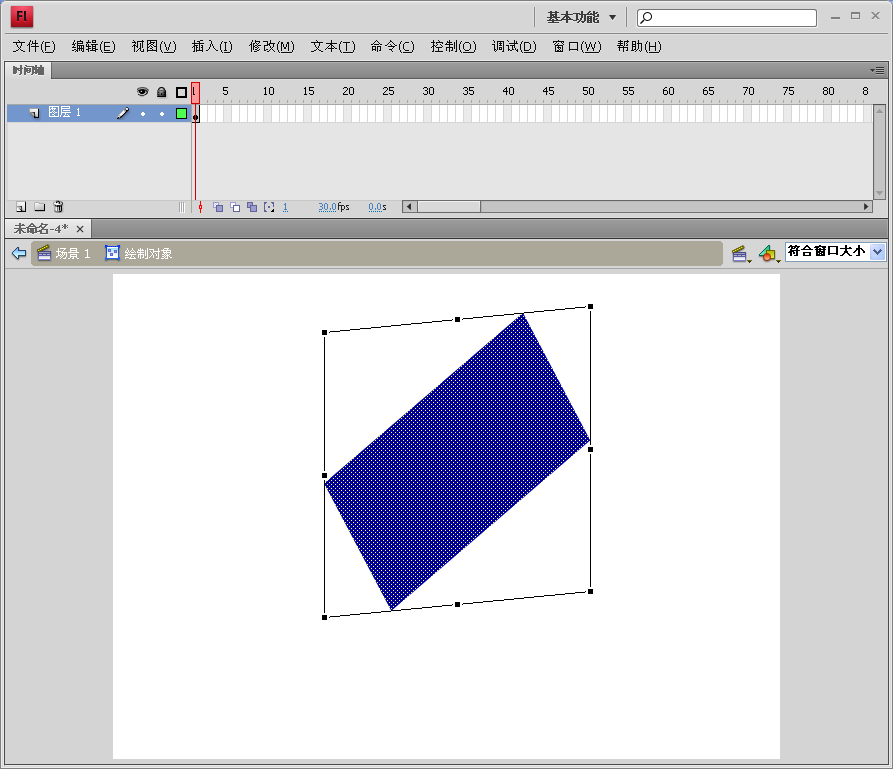 Fl 基本功能
文件(F) 编辑(E) 视图(V) 插入(I) 修改(M) 文本(T) 命令(C) 控制(O) 调试(D) 窗口(W) 帮助(H)
时间轴
1 5 10 15 20 25 30 35 40 45 50 55 60 65 70 75 80 8
图层 1
1 30.0fps 0.0s
未命名-4*
场景 1 绘制对象 符合窗口大小